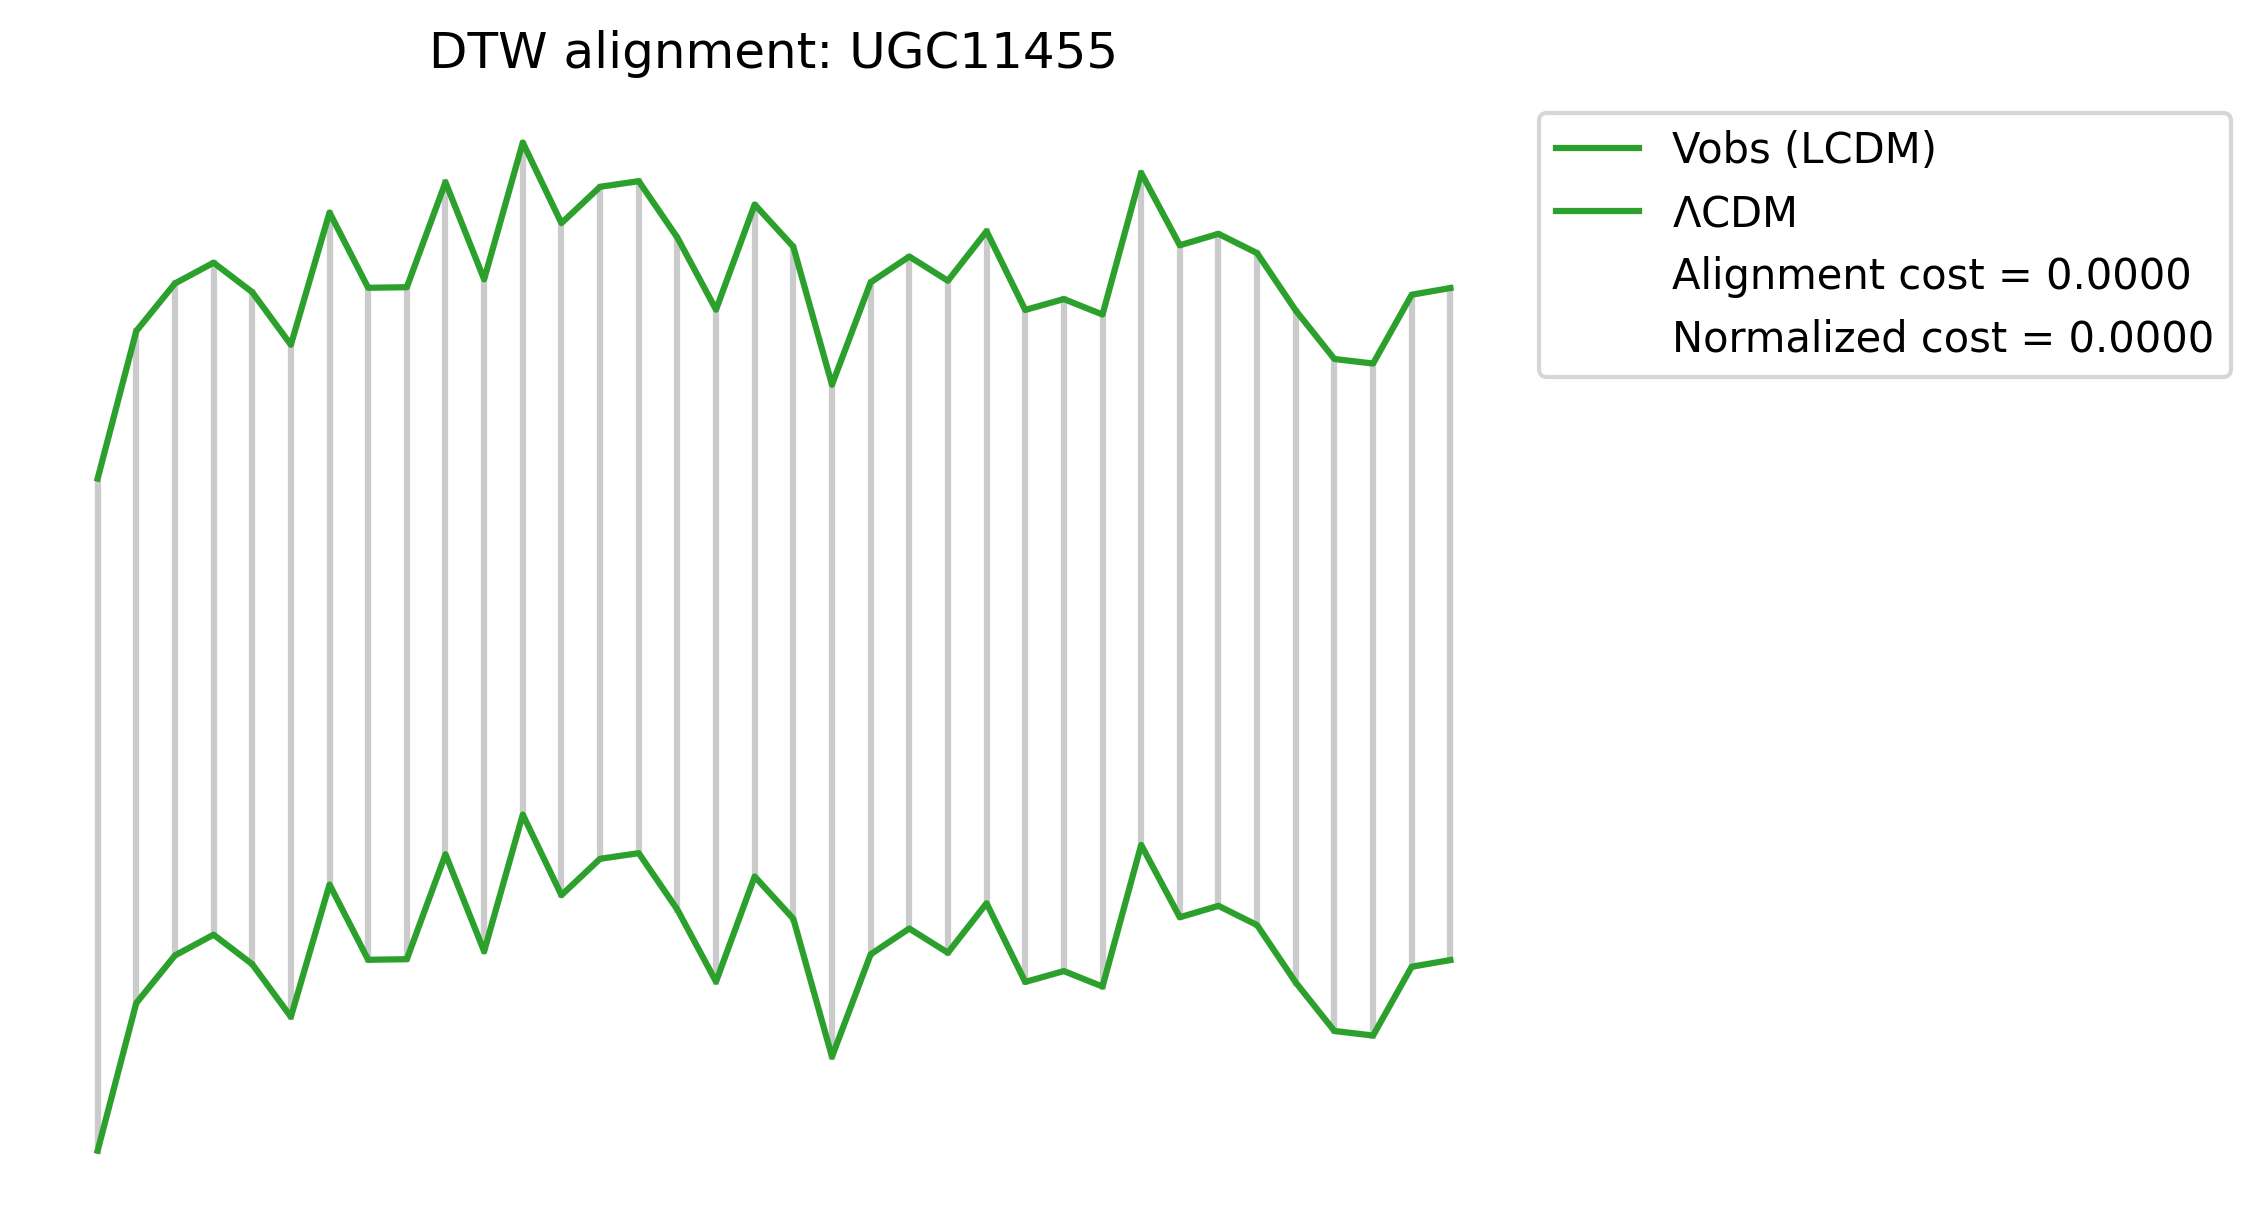 DTW alignment: UGC11455
Vobs (LCDM)
ΛCDM
Alignment cost = 0.0000
Normalized cost = 0.0000